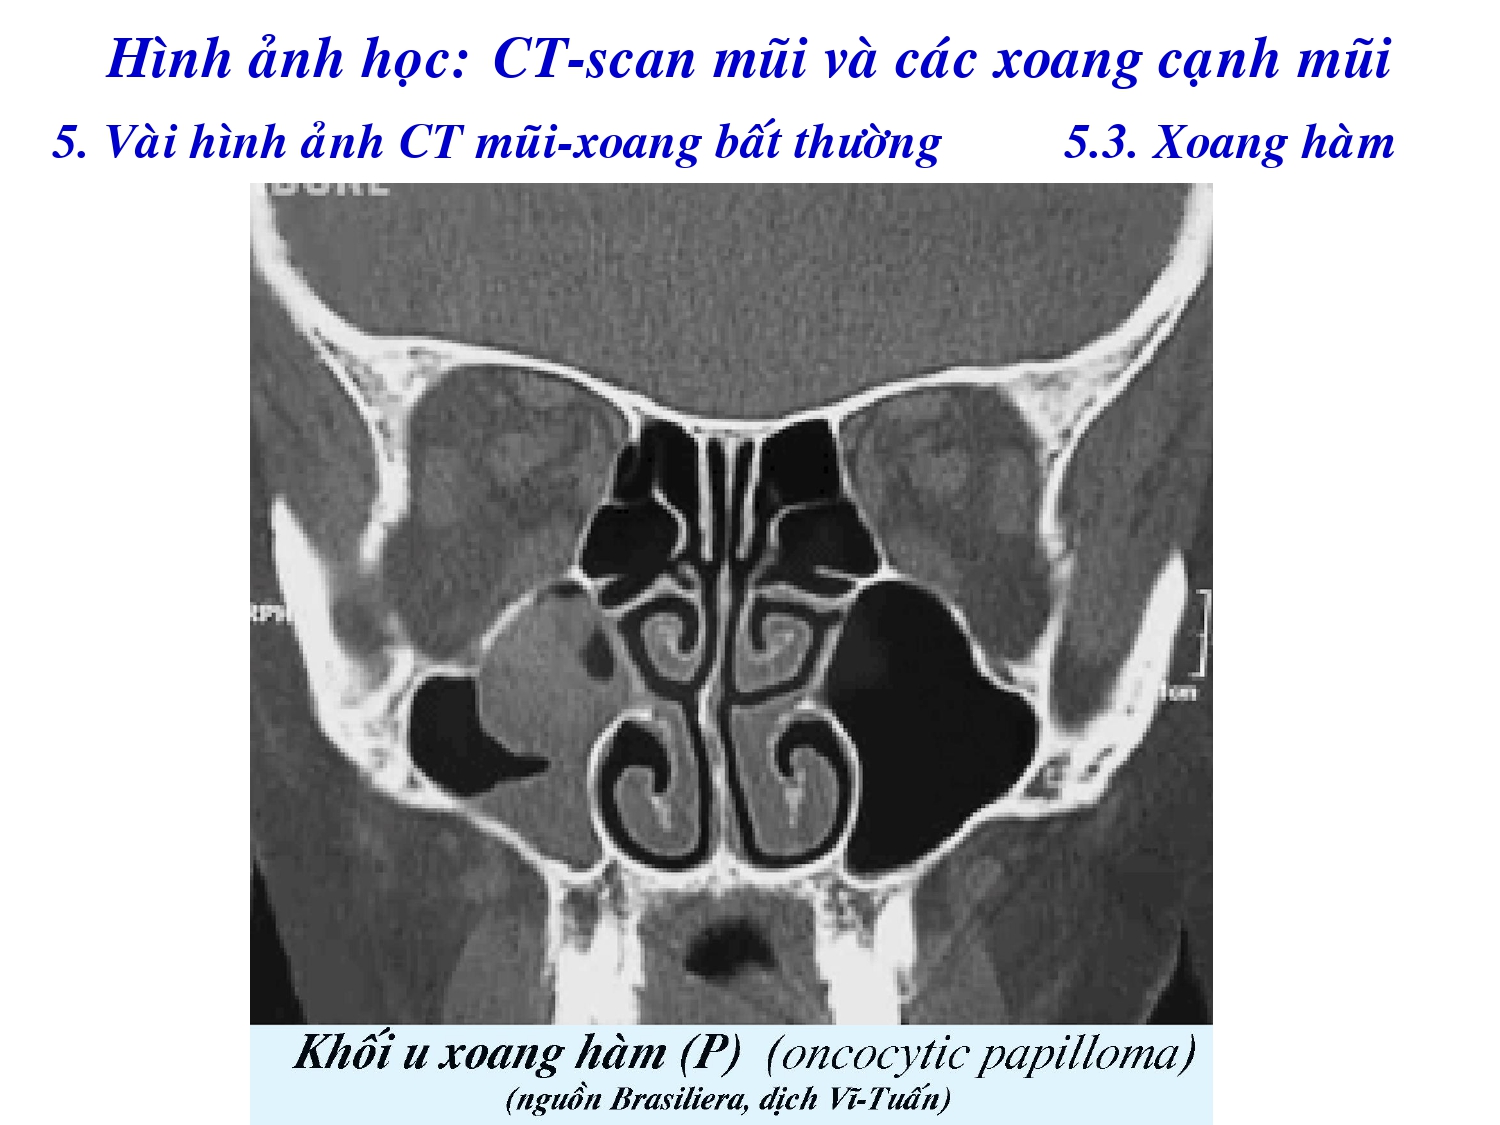 Hình ảnh học: CT-scan mũi và các xoang cạnh mũi
5. Vài hình ảnh CT mũi-xoang bất thường 5.3. Xoang hàm
Khối u xoang hàm (P) (oncocytic papilloma)
(nguồn Brasiliera, dịch Vĩ-Tuấn)